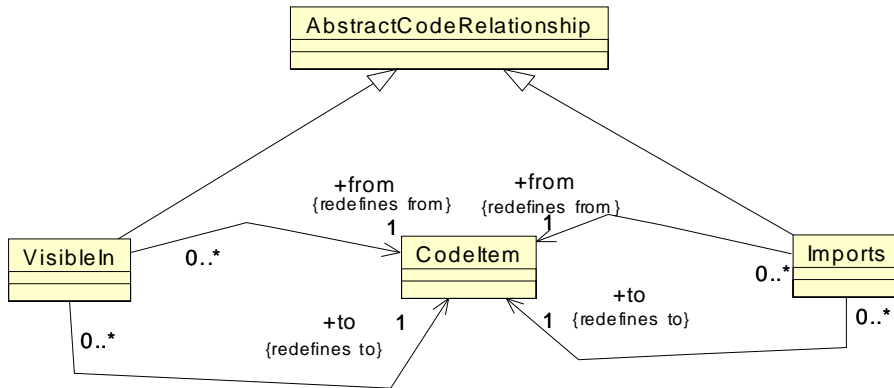 AbstractCodeRelationship
+from
{redefines from}
1
+from
{redefines from}
1
VisibleIn
0..*
CodeItem
Imports
0..*
0..*
+to
{redefines to}
1
+to
{redefines to}
1
0..*